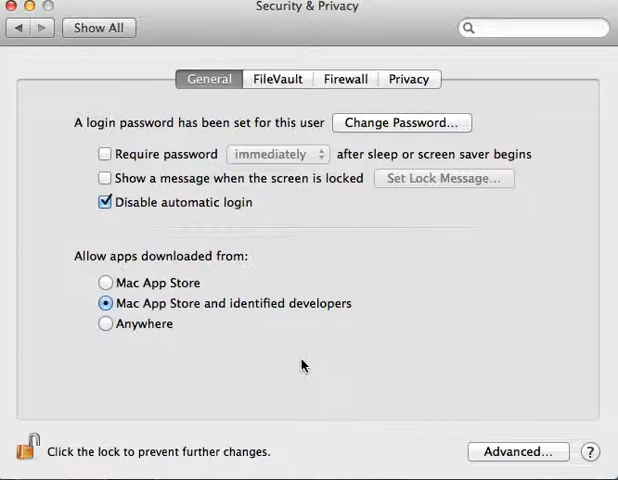 Security & Privacy
Show All
General FileVault Firewall Privacy
A login password has been set for this user Change Password...
Require password immediately after sleep or screen saver begins
Show a message when the screen is locked Set Lock Message...
Disable automatic login
Allow apps downloaded from:
Mac App Store
Mac App Store and identified developers
Anywhere
Click the lock to prevent further changes. Advanced... ?